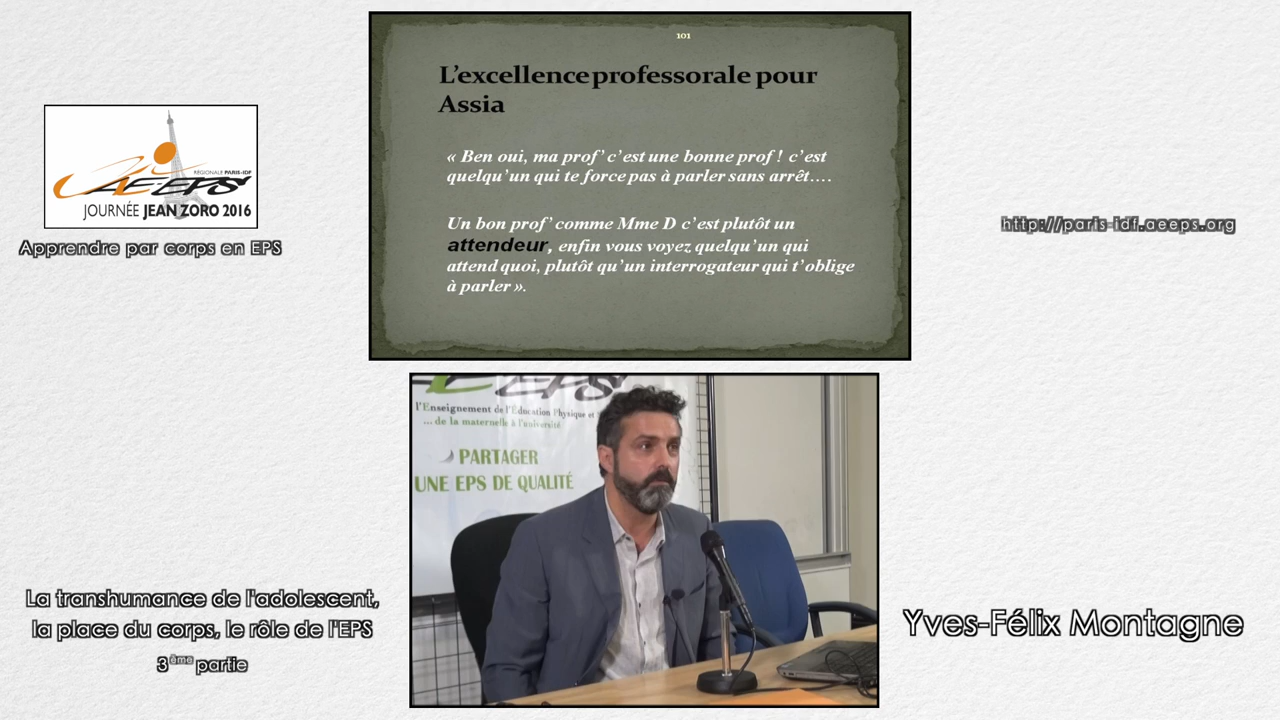 101
L'excellence professorale pour
Assia
« Ben oui, ma prof' c'est une bonne prof ! c'est
quelqu'un qui te force pas à parler sans arrêt….
Un bon prof' comme Mme D c'est plutôt un
attendeur, enfin vous voyez quelqu'un qui
attend quoi, plutôt qu'un interrogateur qui t'oblige
à parler ».
RÉGIONALE PARIS-IDF
AE-EPS
JOURNÉE JEAN ZORO 2016
Apprendre par corps en EPS
http://paris-idf.aeeps.org
l'Enseignement de l'Éducation Physique et
... de la maternelle à l'université
PARTAGER
UNE EPS DE QUALITÉ
La transhumance de l'adolescent,
la place du corps, le rôle de l'EPS
3ème partie
Yves-Félix Montagne